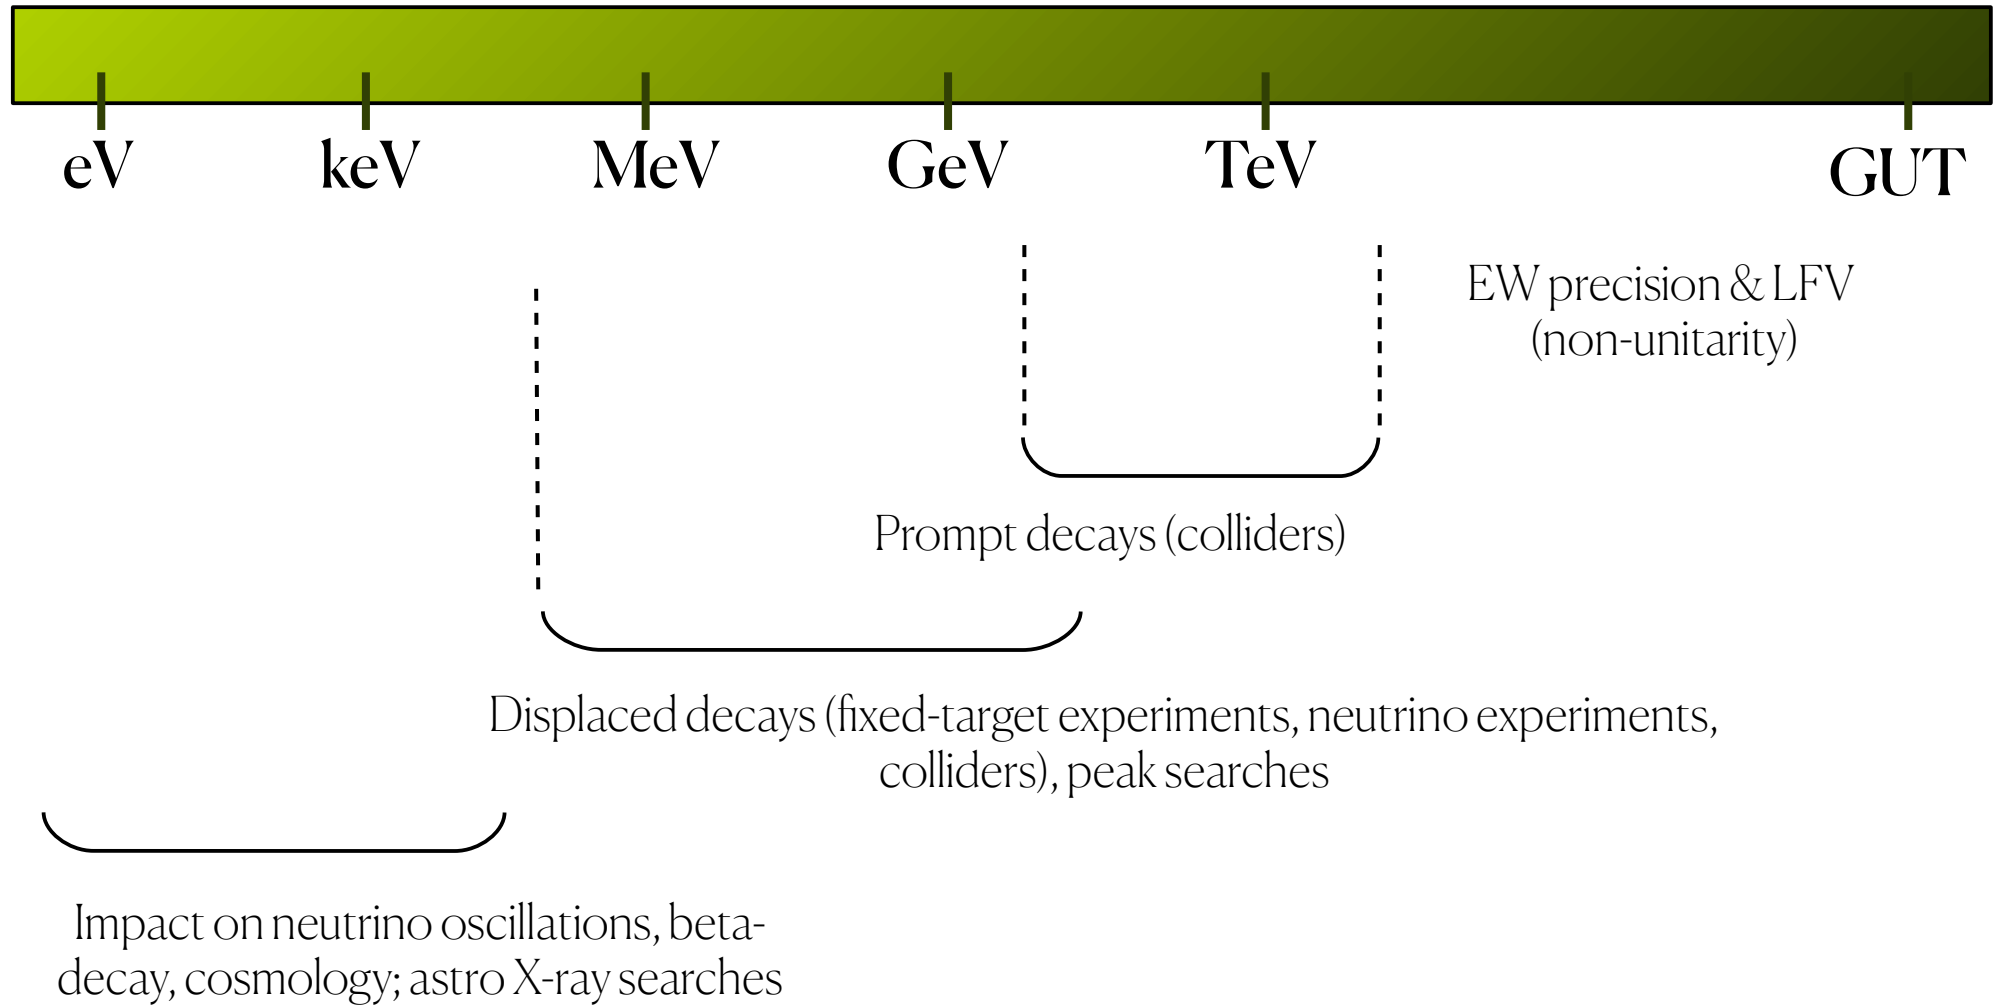 eV keV MeV GeV TeV GUT
EW precision & LFV
(non-unitarity)
Prompt decays (colliders)
Displaced decays (fixed-target experiments, neutrino experiments,
colliders), peak searches
Impact on neutrino oscillations, beta-
decay, cosmology; astro X-ray searches